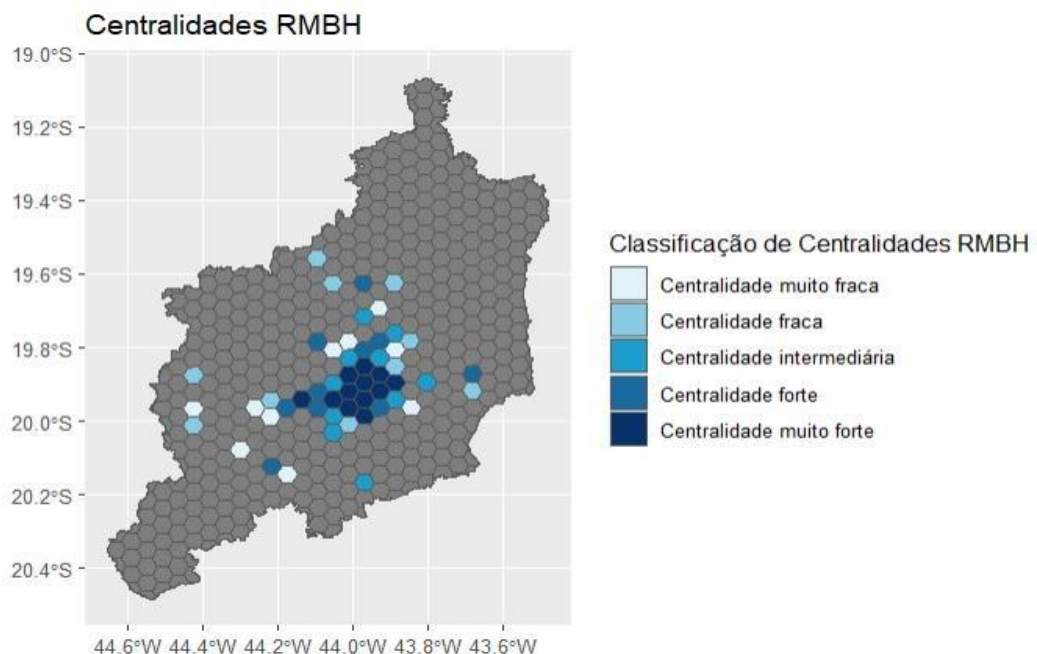 Centralidades RMBH
19.0°S
19.2°S
19.4°S
19.6°S
19.8°S
20.0°S
20.2°S
20.4°S
44.6°W 44.4°W 44.2°W 44.0°W 43.8°W 43.6°W
Classificação de Centralidades RMBH
Centralidade muito fraca
Centralidade fraca
Centralidade intermediária
Centralidade forte
Centralidade muito forte